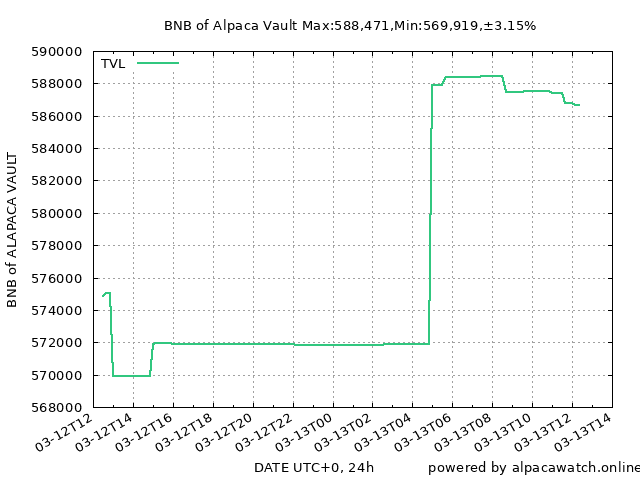 BNB of Alpaca Vault Max:588,471,Min:569,919,±3.15%
TVL
BNB of ALAPACA VAULT
590000
588000
586000
584000
582000
580000
578000
576000
574000
572000
570000
568000
03-12T12
03-12T14
03-12T16
03-12T18
03-12T20
03-12T22
03-13T00
03-13T02
03-13T04
03-13T06
03-13T08
03-13T10
03-13T12
03-13T14
DATE UTC+0, 24h
powered by alpacawatch.online